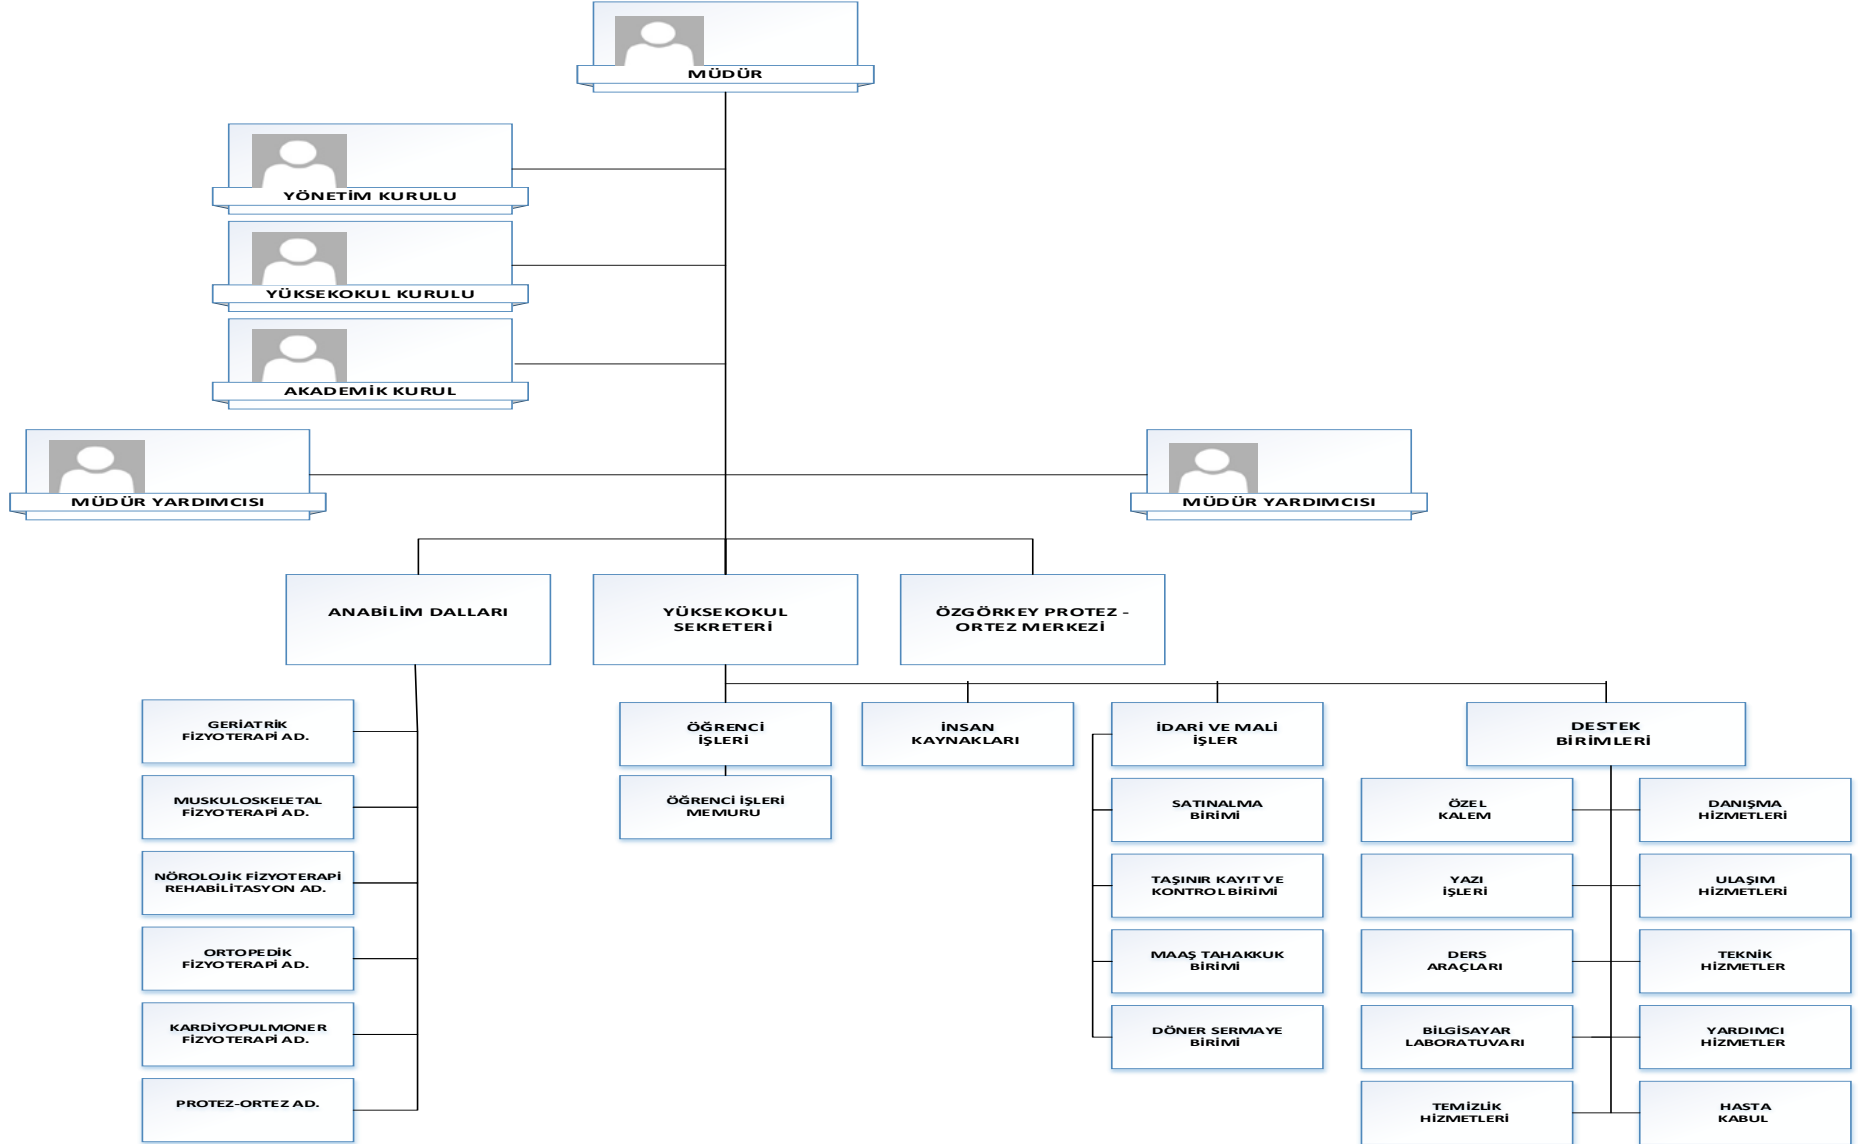 MÜDÜR
YÖNETİM KURULU
YÜKSEKOKUL KURULU
AKADEMİK KURUL
MÜDÜR YARDIMCISI
MÜDÜR YARDIMCISI
ANABİLİM DALLARI
YÜKSEKOKUL
SEKRETERİ
ÖZGÖRKEY PROTEZ -
ORTEZ MERKEZİ
GERİATRİK
FİZYOTERAPİ AD.
MUSKULOSKELETAL
FİZYOTERAPİ AD.
NÖROLOJİK FİZYOTERAPİ
REHABİLİTASYON AD.
ORTOPEDİK
FİZYOTERAPİ AD.
KARDİYOPULMONER
FİZYOTERAPİ AD.
PROTEZ-ORTEZ AD.
ÖĞRENCİ
İŞLERİ
ÖĞRENCİ İŞLERİ
MEMURU
İNSAN
KAYNAKLARI
İDARİ VE MALİ
İŞLER
SATINALMA
BİRİMİ
TAŞINIR KAYIT VE
KONTROL BİRİMİ
MAAŞ TAHAKKUK
BİRİMİ
DÖNER SERMAYE
BİRİMİ
DESTEK
BİRİMLERİ
ÖZEL
KALEM
YAZI
İŞLERİ
DERS
ARAÇLARI
BİLGİSAYAR
LABORATUVARI
TEMİZLİK
HİZMETLERİ
DANIŞMA
HİZMETLERİ
ULAŞIM
HİZMETLERİ
TEKNİK
HİZMETLER
YARDIMCI
HİZMETLER
HASTA
KABUL